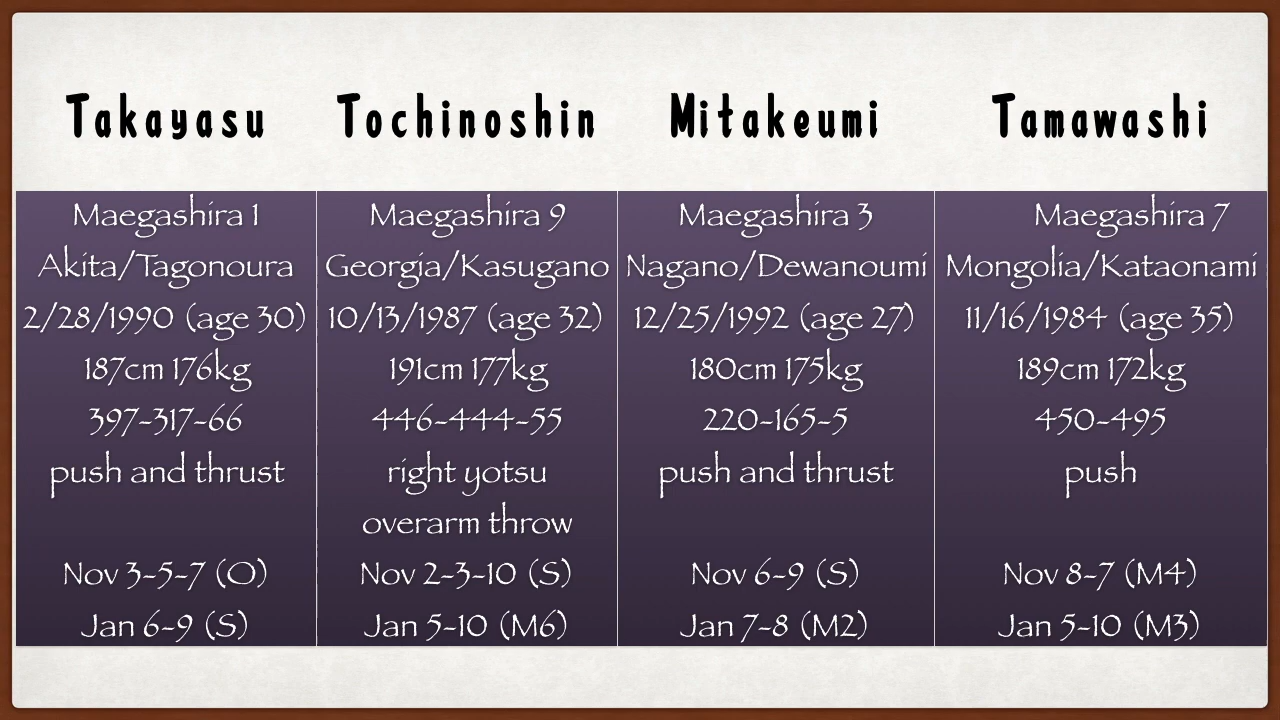 Takayasu Tochinoshin Mitakeumi Tamawashi
Maegashira 1 Maegashira 9 Maegashira 3 Maegashira 7
Akita/Tagonoura Georgia/Kasugano Nagano/Dewanoumi Mongolia/Kataonami
2/28/1990 (age 30) 10/13/1987 (age 32) 12/25/1992 (age 27) 11/16/1984 (age 35)
187cm 176kg 191cm 177kg 180cm 175kg 189cm 172kg
397-317-66 446-444-55 220-165-5 450-495
push and thrust right yotsu push and thrust push
overarm throw
Nov 3-5-7 (O) Nov 2-3-10 (S) Nov 6-9 (S) Nov 8-7 (M4)
Jan 6-9 (S) Jan 5-10 (M6) Jan 7-8 (M2) Jan 5-10 (M3)